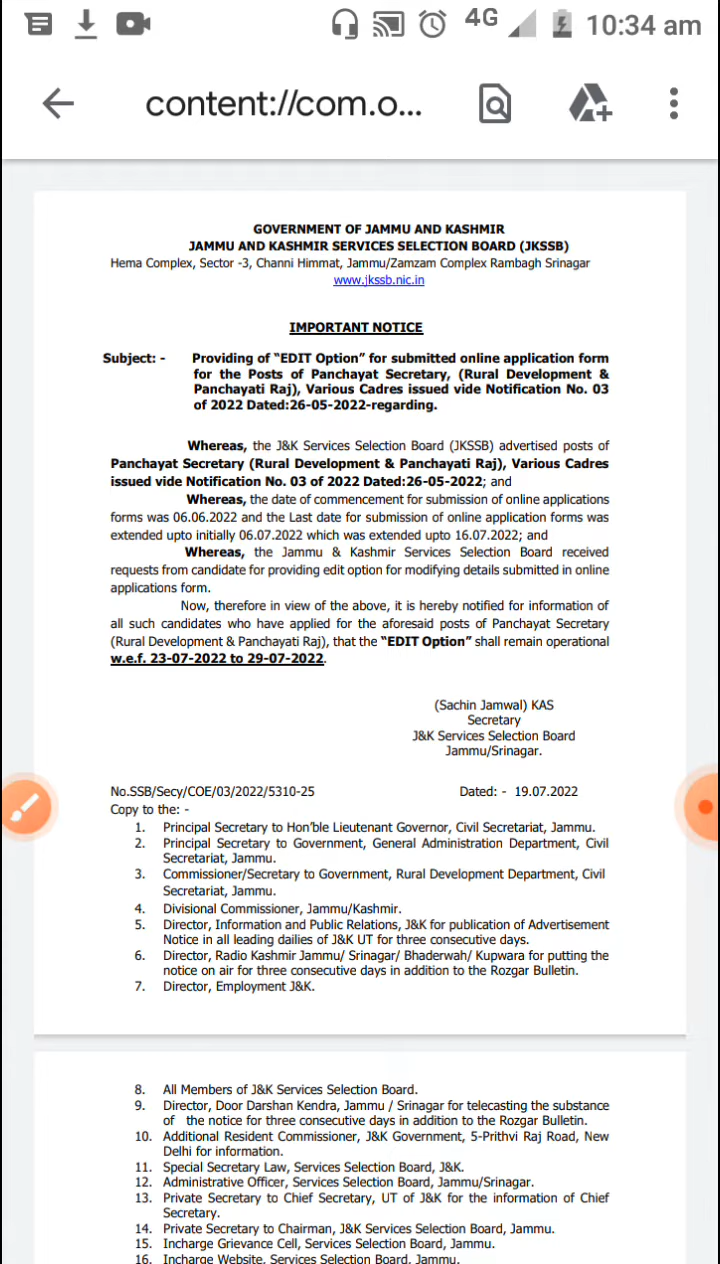 4G 10:34 am
content://com.o...
GOVERNMENT OF JAMMU AND KASHMIR
JAMMU AND KASHMIR SERVICES SELECTION BOARD (JKSSB)
Hema Complex, Sector -3, Channi Himmat, Jammu/Zamzam Complex Rambagh Srinagar
www.jkssb.nic.in
IMPORTANT NOTICE
Subject: - Providing of "EDIT Option" for submitted online application form
for the Posts of Panchayat Secretary, (Rural Development &
Panchayati Raj), Various Cadres issued vide Notification No. 03
of 2022 Dated:26-05-2022-regarding.
Whereas, the J&K Services Selection Board (JKSSB) advertised posts of
Panchayat Secretary (Rural Development & Panchayati Raj), Various Cadres
issued vide Notification No. 03 of 2022 Dated:26-05-2022; and
Whereas, the date of commencement for submission of online applications
forms was 06.06.2022 and the Last date for submission of online application forms was
extended upto initially 06.07.2022 which was extended upto 16.07.2022; and
Whereas, the Jammu & Kashmir Services Selection Board received
requests from candidate for providing edit option for modifying details submitted in online
applications form.
Now, therefore in view of the above, it is hereby notified for information of
all such candidates who have applied for the aforesaid posts of Panchayat Secretary
(Rural Development & Panchayati Raj), that the "EDIT Option" shall remain operational
w.e.f. 23-07-2022 to 29-07-2022.
(Sachin Jamwal) KAS
Secretary
J&K Services Selection Board
Jammu/Srinagar.
No.SSB/Secy/COE/03/2022/5310-25 Dated: - 19.07.2022
Copy to the: -
1. Principal Secretary to Hon'ble Lieutenant Governor, Civil Secretariat, Jammu.
2. Principal Secretary to Government, General Administration Department, Civil
Secretariat, Jammu.
3. Commissioner/Secretary to Government, Rural Development Department, Civil
Secretariat, Jammu.
4. Divisional Commissioner, Jammu/Kashmir.
5. Director, Information and Public Relations, J&K for publication of Advertisement
Notice in all leading dailies of J&K UT for three consecutive days.
6. Director, Radio Kashmir Jammu/ Srinagar/ Bhaderwah/ Kupwara for putting the
notice on air for three consecutive days in addition to the Rozgar Bulletin.
7. Director, Employment J&K.
8. All Members of J&K Services Selection Board.
9. Director, Door Darshan Kendra, Jammu / Srinagar for telecasting the substance
of the notice for three consecutive days in addition to the Rozgar Bulletin.
10. Additional Resident Commissioner, J&K Government, 5-Prithvi Raj Road, New
Delhi for information.
11. Special Secretary Law, Services Selection Board, J&K.
12. Administrative Officer, Services Selection Board, Jammu/Srinagar.
13. Private Secretary to Chief Secretary, UT of J&K for the information of Chief
Secretary.
14. Private Secretary to Chairman, J&K Services Selection Board, Jammu.
15. Incharge Grievance Cell, Services Selection Board, Jammu.
16. Incharge Website, Services Selection Board, Jammu.